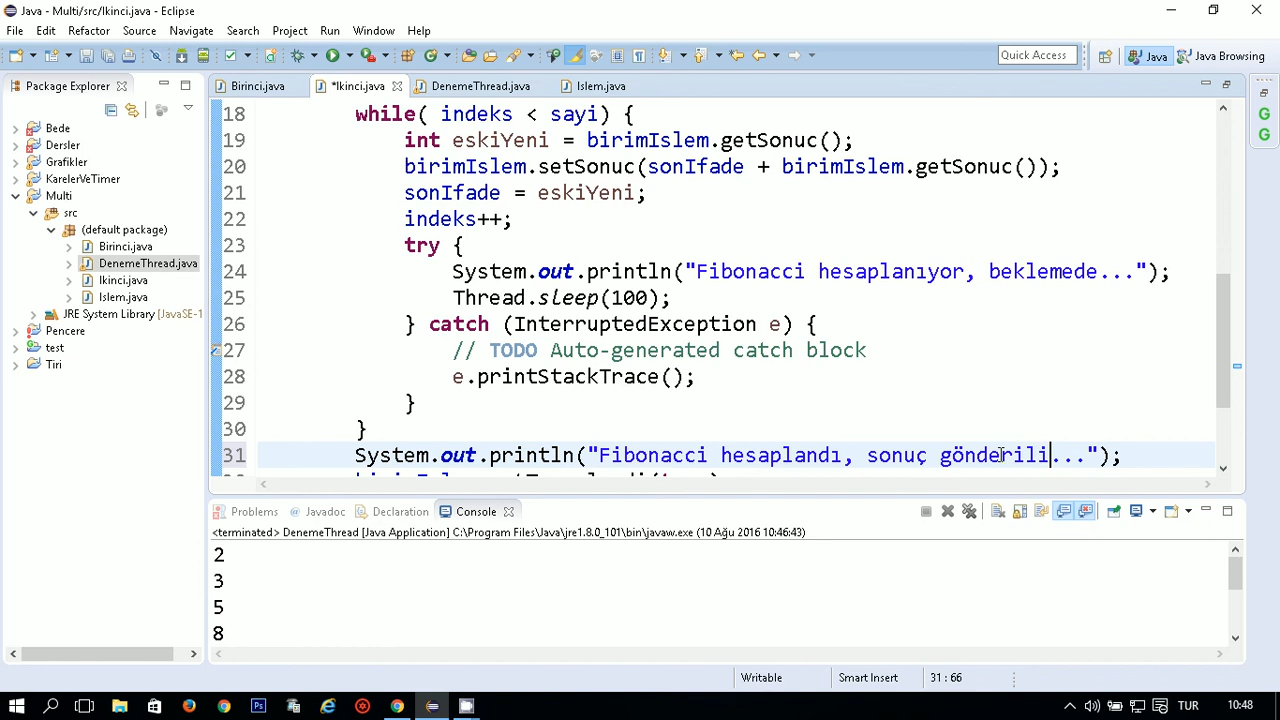 Java - Multi/src/Ikinci.java - Eclipse
File Edit Refactor Source Navigate Search Project Run Window Help
Quick Access Java Java Browsing
Package Explorer
Birinci.java *Ikinci.java DenemeThread.java Islem.java
Bede
Dersler
Grafikler
KarelerVeTimer
Multi
src
(default package)
Birinci.java
DenemeThread.java
Ikinci.java
Islem.java
JRE System Library [JavaSE-1
Pencere
test
Tiri
18 while( indeks < sayi) {
19 int eskiYeni = birimIslem.getSonuc();
20 birimIslem.setSonuc(sonIfade + birimIslem.getSonuc());
21 sonIfade = eskiYeni;
22 indeks++;
23 try {
24 System.out.println("Fibonacci hesaplanıyor, beklemede...");
25 Thread.sleep(100);
26 } catch (InterruptedException e) {
27 // TODO Auto-generated catch block
28 e.printStackTrace();
29 }
30 }
31 System.out.println("Fibonacci hesaplandı, sonuç gönderili...");
Problems Javadoc Declaration Console
<terminated> DenemeThread [Java Application] C:\Program Files\Java\jre1.8.0_101\bin\javaw.exe (10 Ağu 2016 10:46:43)
2
3
5
8
Writable Smart Insert 31 : 66
TUR 10:48